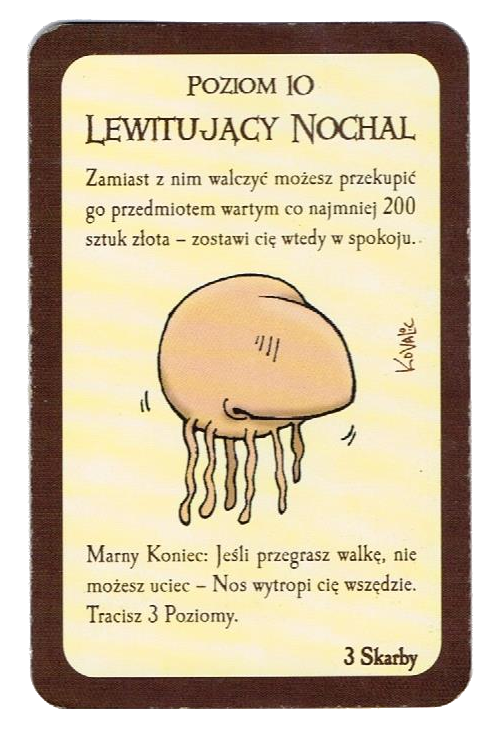 Poziom 10
Lewitujący Nochal
Zamiast z nim walczyć możesz przekupić
go przedmiotem wartym co najmniej 200
sztuk złota – zostawi cię wtedy w spokoju.
Kovalic
Marny Koniec: Jeśli przegrasz walkę, nie
możesz uciec – Nos wytropi cię wszędzie.
Tracisz 3 Poziomy.
3 Skarby